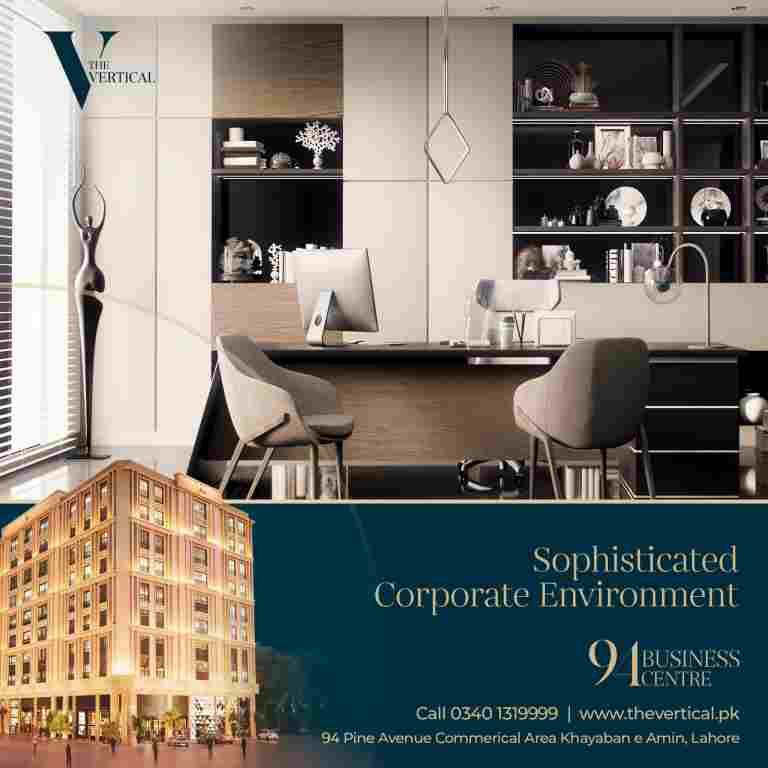 THE
VERTICAL
Sophisticated
Corporate Environment
94 BUSINESS
CENTRE
Call 0340 1319999 | www.thevertical.pk
94 Pine Avenue Commerical Area Khayaban e Amin, Lahore